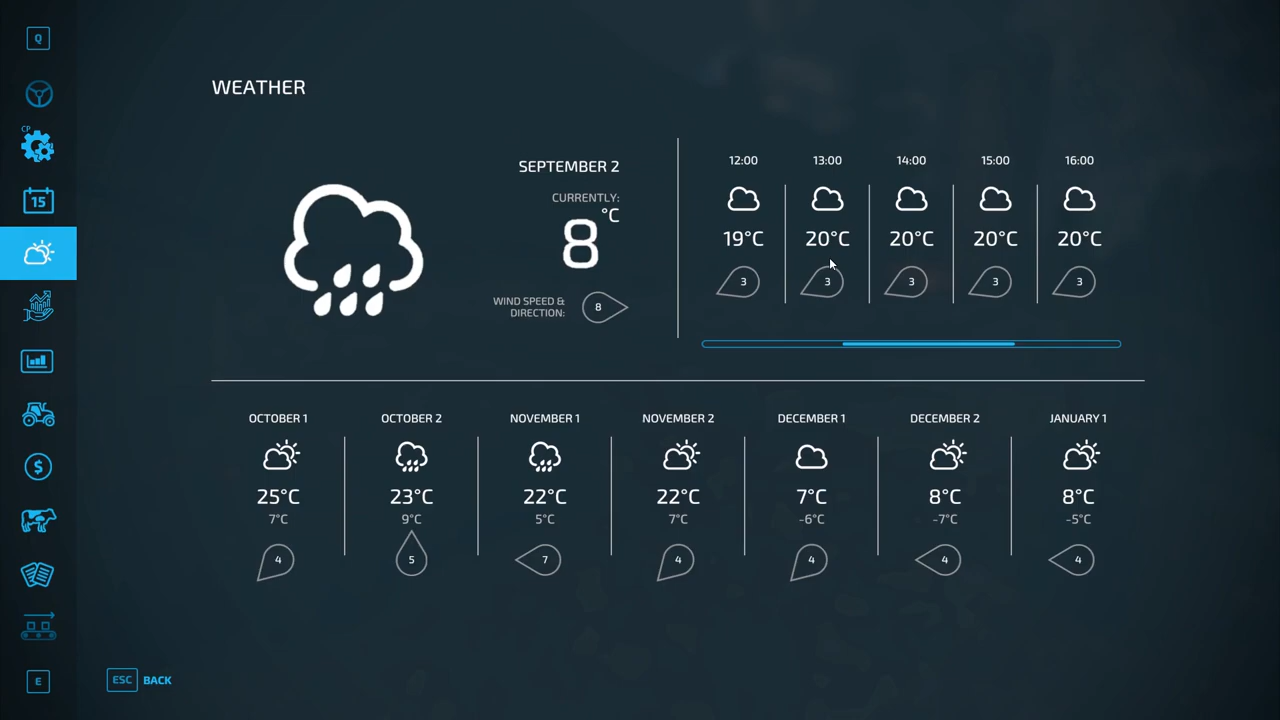 Q
CP
15
E
WEATHER
SEPTEMBER 2
CURRENTLY:
8 °C
WIND SPEED &
DIRECTION:
8
12:00 13:00 14:00 15:00 16:00
19°C 20°C 20°C 20°C 20°C
3 3 3 3 3
OCTOBER 1 OCTOBER 2 NOVEMBER 1 NOVEMBER 2 DECEMBER 1 DECEMBER 2 JANUARY 1
25°C 23°C 22°C 22°C 7°C 8°C 8°C
7°C 9°C 5°C 7°C -6°C -7°C -5°C
4 5 7 4 4 4 4
ESC BACK